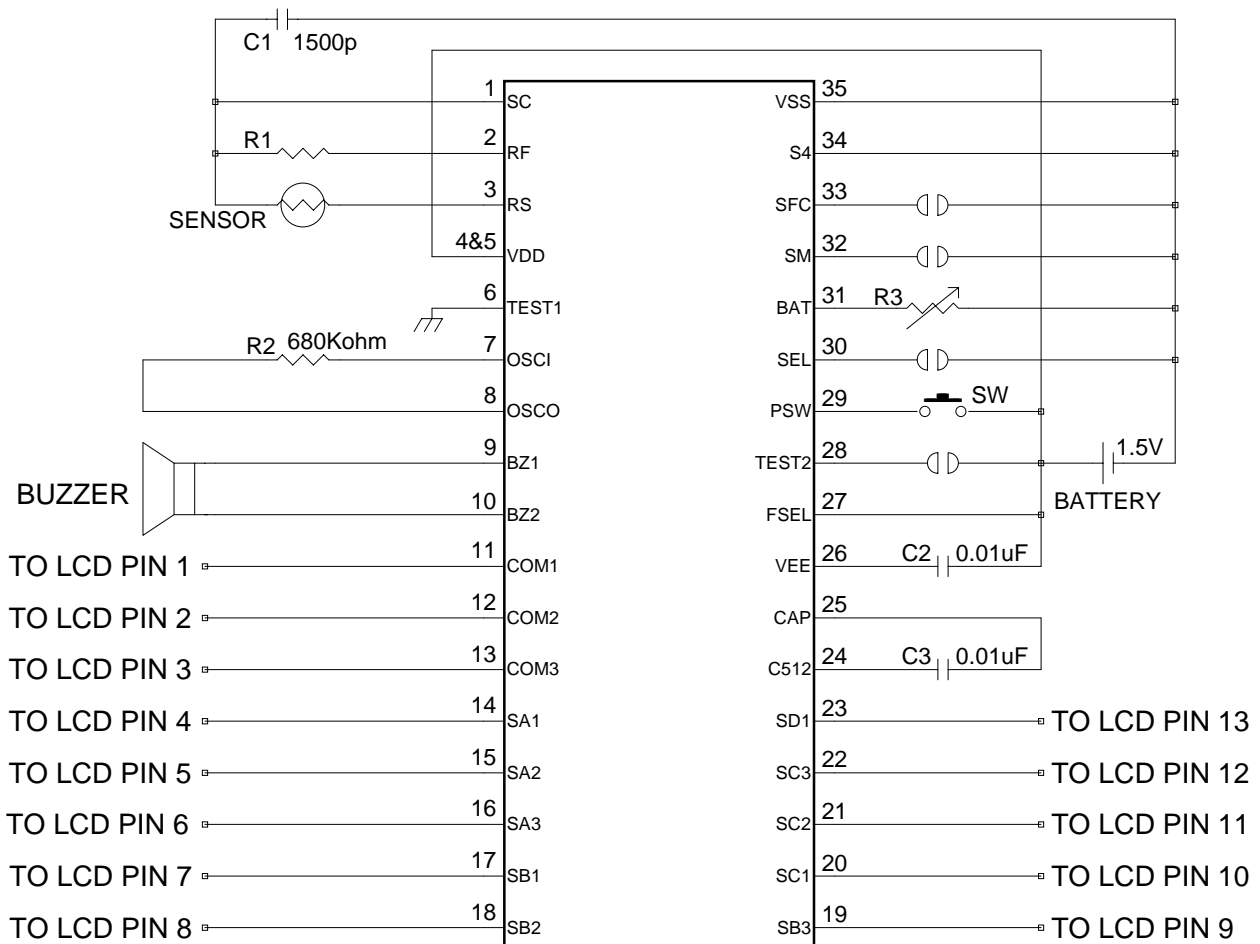 C1 1500p
1 SC VSS 35
R1 2 RF S4 34
SENSOR 3 RS SFC 33
4&5 VDD SM 32
6 TEST1 BAT 31 R3
R2 680Kohm 7 OSCI SEL 30
8 OSCO PSW 29 SW
BUZZER 9 BZ1 TEST2 28 1.5V BATTERY
10 BZ2 FSEL 27
TO LCD PIN 1 11 COM1 VEE 26 C2 0.01uF
TO LCD PIN 2 12 COM2 CAP 25
TO LCD PIN 3 13 COM3 C512 24 C3 0.01uF
TO LCD PIN 4 14 SA1 SD1 23 TO LCD PIN 13
TO LCD PIN 5 15 SA2 SC3 22 TO LCD PIN 12
TO LCD PIN 6 16 SA3 SC2 21 TO LCD PIN 11
TO LCD PIN 7 17 SB1 SC1 20 TO LCD PIN 10
TO LCD PIN 8 18 SB2 SB3 19 TO LCD PIN 9